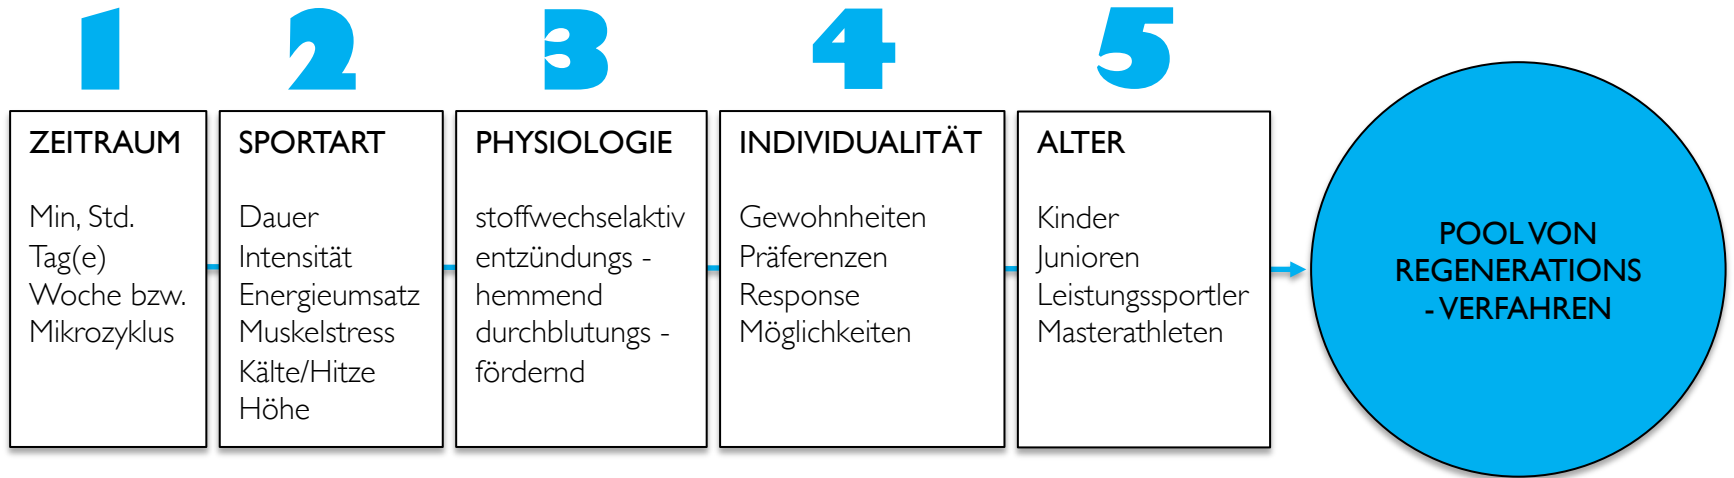 1
2
3
4
5
ZEITRAUM
Min, Std.
Tag(e)
Woche bzw.
Mikrozyklus
SPORTART
Dauer
Intensität
Energieumsatz
Muskelstress
Kälte/Hitze
Höhe
PHYSIOLOGIE
stoffwechselaktiv
entzündungs -
hemmend
durchblutungs -
fördernd
INDIVIDUALITÄT
Gewohnheiten
Präferenzen
Response
Möglichkeiten
ALTER
Kinder
Junioren
Leistungssportler
Masterathleten
POOL VON
REGENERATIONS
- VERFAHREN